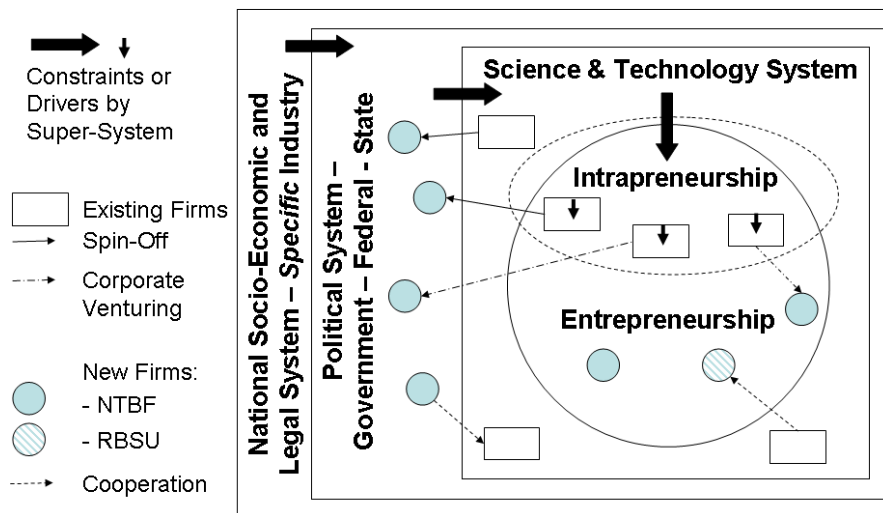 Constraints or
Drivers by
Super-System
Existing Firms
Spin-Off
Corporate
Venturing
New Firms:
- NTBF
- RBSU
Cooperation
National Socio-Economic and
Legal System – Specific Industry
Political System –
Government – Federal - State
Science & Technology System
Intrapreneurship
Entrepreneurship